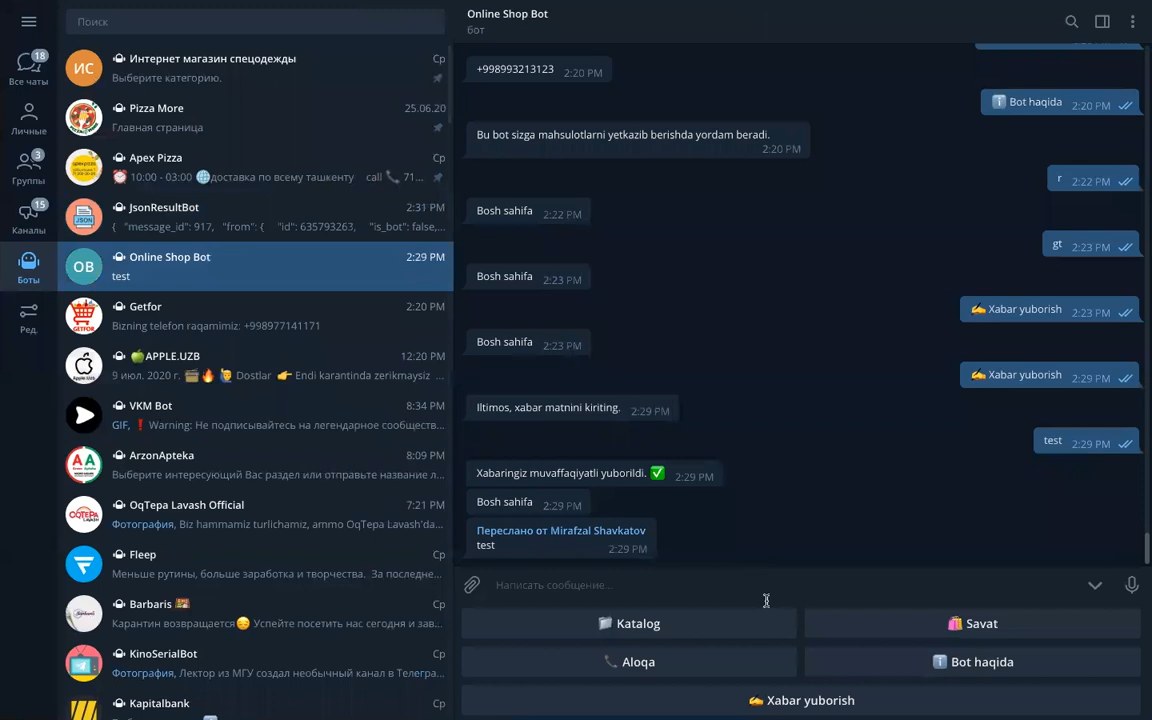 Поиск
18
Все чаты
Личные
3
Группы
15
Каналы
Боты
Ред.
ИС
Интернет магазин спецодежды
Ср
Выберите категорию.
Pizza More
25.06.20
Главная страница
Apex Pizza
Ср
⏰ 10:00 - 03:00 🌐доставка по всему ташкенту call 📞 71...
JsonResultBot
2:31 PM
{ "message_id": 917, "from": { "id": 635793263, "is_bot": false,...
OB
Online Shop Bot
2:29 PM
test
GETFOR
Getfor
2:20 PM
Bizning telefon raqamimiz: +998977141171
🍏APPLE.UZB
12:20 PM
9 июл. 2020 г. 🗃🔥 🙋‍♂️ Dostlar 👉 Endi karantinda zerikmaysiz ...
VKM Bot
8:34 PM
GIF, ❗ Warning: Не подписывайтесь на легендарное сообществ...
AA
ArzonApteka
8:09 PM
Выберите интересующий Вас раздел или отправьте название л...
OQTEPA
OqTepa Lavash Official
7:21 PM
Фотография, Biz hammamiz turlichamiz, ammo OqTepa Lavash'da...
Fleep
Ср
Меньше рутины, больше заработка и творчества. За последне...
Barbaris
Ср
Карантин возвращается😔 Успейте посетить нас сегодня и зав...
KinoSerialBot
Ср
Фотография, Лектор из МГУ создал необычный канал в Телегра...
Kapitalbank
Ср
Online Shop Bot
бот
+998993213123 2:20 PM
ℹ️ Bot haqida 2:20 PM
Bu bot sizga mahsulotlarni yetkazib berishda yordam beradi.
2:20 PM
r 2:22 PM
Bosh sahifa 2:22 PM
gt 2:23 PM
Bosh sahifa 2:23 PM
✍️ Xabar yuborish 2:23 PM
Bosh sahifa 2:23 PM
✍️ Xabar yuborish 2:29 PM
Iltimos, xabar matnini kiriting. 2:29 PM
test 2:29 PM
Xabaringiz muvaffaqiyatli yuborildi. ✅ 2:29 PM
Bosh sahifa 2:29 PM
Переслано от Mirafzal Shavkatov
test 2:29 PM
Написать сообщение...
Katalog
🛍 Savat
📞 Aloqa
ℹ️ Bot haqida
✍️ Xabar yuborish